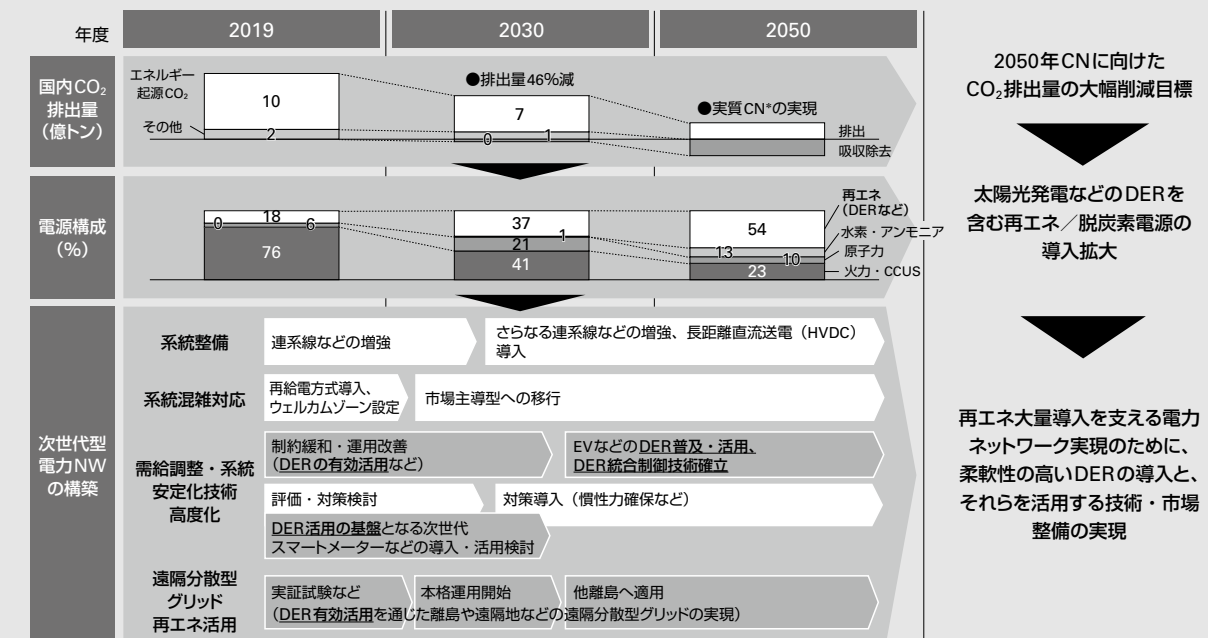 年度
2019
2030
2050
国内CO₂
排出量
（億トン）
エネルギー
起源CO₂
その他
10
2
●排出量46%減
7
0
1
●実質CN*の実現
排出
吸収除去
電源構成
（%）
0
18
6
76
37
1
21
41
54
13
10
23
再エネ
（DERなど）
水素・アンモニア
原子力
火力・CCUS
次世代型
電力NW
の構築
系統整備
連系線などの増強
さらなる連系線などの増強、長距離直流送電（HVDC）
導入
系統混雑対応
再給電方式導入、
ウェルカムゾーン設定
市場主導型への移行
需給調整・系統
安定化技術
高度化
制約緩和・運用改善
（DERの有効活用など）
EVなどのDER普及・活用、
DER統合制御技術確立
評価・対策検討
対策導入（慣性力確保など）
DER活用の基盤となる次世代
スマートメーターなどの導入・活用検討
遠隔分散型
グリッド
再エネ活用
実証試験など
本格運用開始
他離島へ適用
（DER有効活用を通じた離島や遠隔地などの遠隔分散型グリッドの実現）
2050年CNに向けた
CO₂排出量の大幅削減目標
太陽光発電などのDERを
含む再エネ／脱炭素電源の
導入拡大
再エネ大量導入を支える電力
ネットワーク実現のために、
柔軟性の高いDERの導入と、
それらを活用する技術・市場
整備の実現